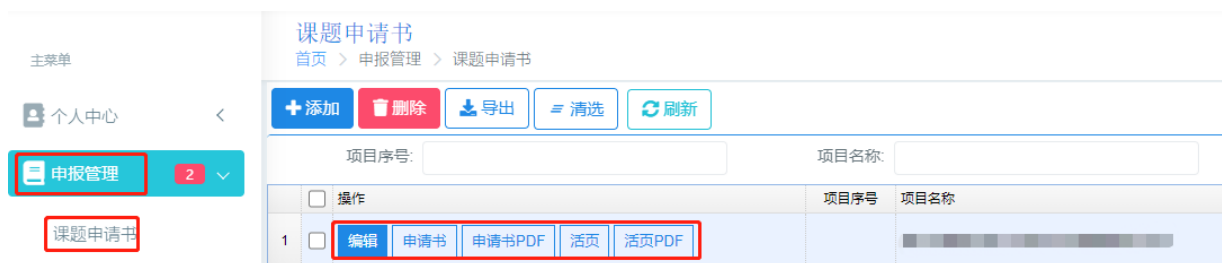 课题申请书
主菜单
首页 > 申报管理 > 课题申请书
添加 删除 导出 清选 刷新
个人中心
项目序号: 项目名称:
申报管理 2
操作 项目序号 项目名称
课题申请书
1 编辑 申请书 申请书PDF 活页 活页PDF